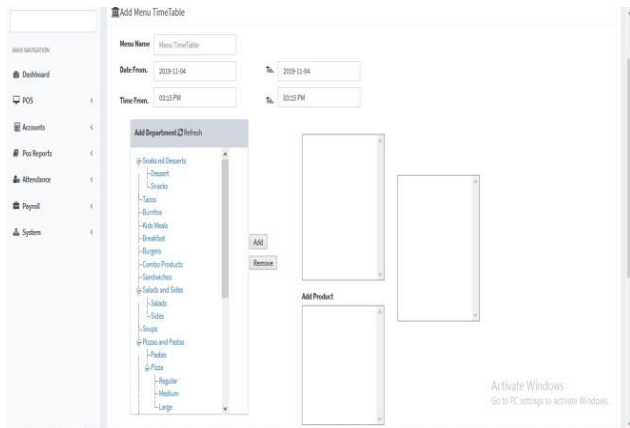 Add Menu TimeTable
MAIN NAVIGATION
Dashboard
POS
Accounts
Pos Reports
Attendance
Payroll
System
Menu Name Menu TimeTable
Date From. 2019-11-04 To. 2019-11-04
Time From. 03:15 PM To. 03:15 PM
Add Department Refresh
Snaks nd Desserts
Dessert
Snacks
Tacos
Burritos
Kids Meals
Breakfast
Burgers
Combo Products
Sandwiches
Salads and Sides
Salads
Sides
Soups
Pizzas and Pastas
Pastas
Pizza
Regular
Medium
Large
Add
Remove
Add Product
Activate Windows
Go to PC settings to activate Windows.